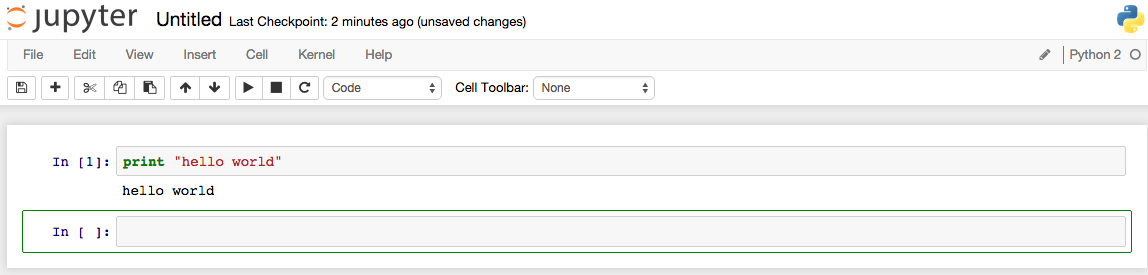 jupyter Untitled Last Checkpoint: 2 minutes ago (unsaved changes)
File Edit View Insert Cell Kernel Help Python 2
Code Cell Toolbar: None
In [1]: print "hello world"
hello world
In [ ]: